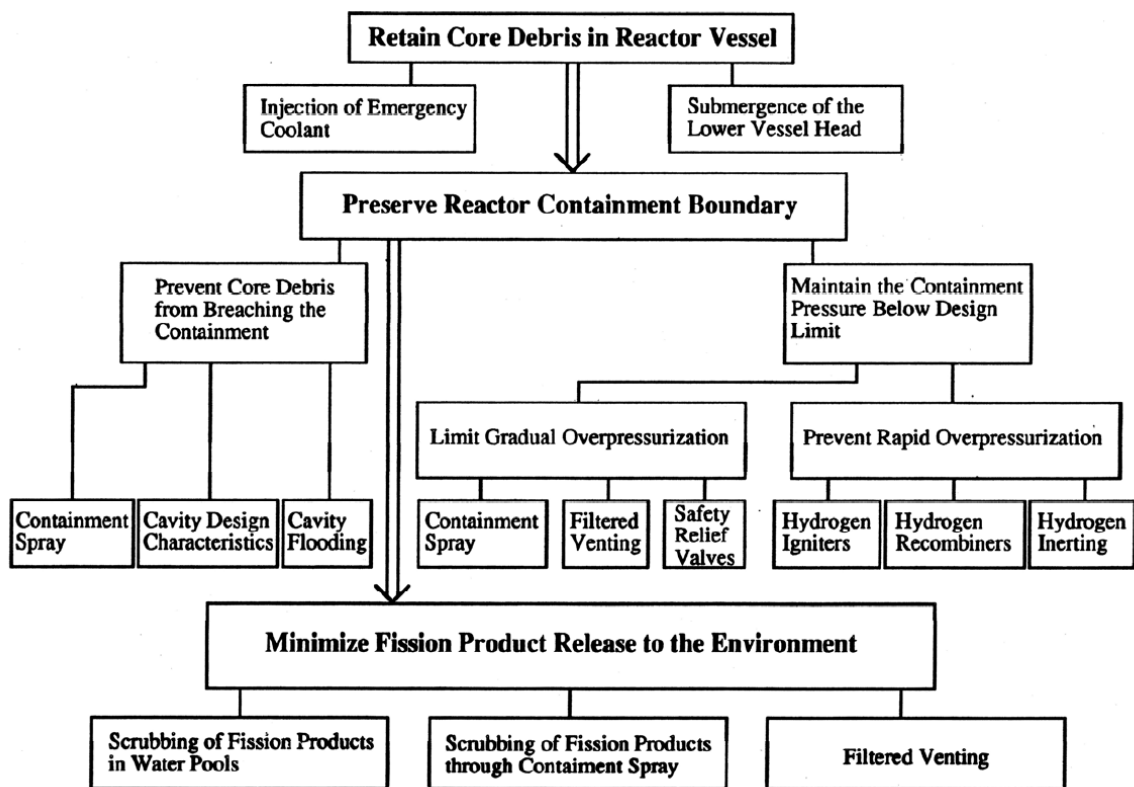 Retain Core Debris in Reactor Vessel
Injection of Emergency
Coolant
Submergence of the
Lower Vessel Head
Preserve Reactor Containment Boundary
Prevent Core Debris
from Breaching the
Containment
Maintain the Containment
Pressure Below Design
Limit
Limit Gradual Overpressurization
Prevent Rapid Overpressurization
Containment
Spray
Cavity Design
Characteristics
Cavity
Flooding
Containment
Spray
Filtered
Venting
Safety
Relief
Valves
Hydrogen
Igniters
Hydrogen
Recombiners
Hydrogen
Inerting
Minimize Fission Product Release to the Environment
Scrubbing of Fission Products
in Water Pools
Scrubbing of Fission Products
through Contaiment Spray
Filtered Venting